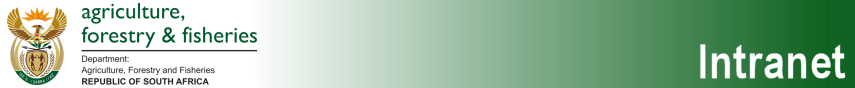 agriculture,
forestry & fisheries
Department:
Agriculture, Forestry and Fisheries
REPUBLIC OF SOUTH AFRICA
Intranet